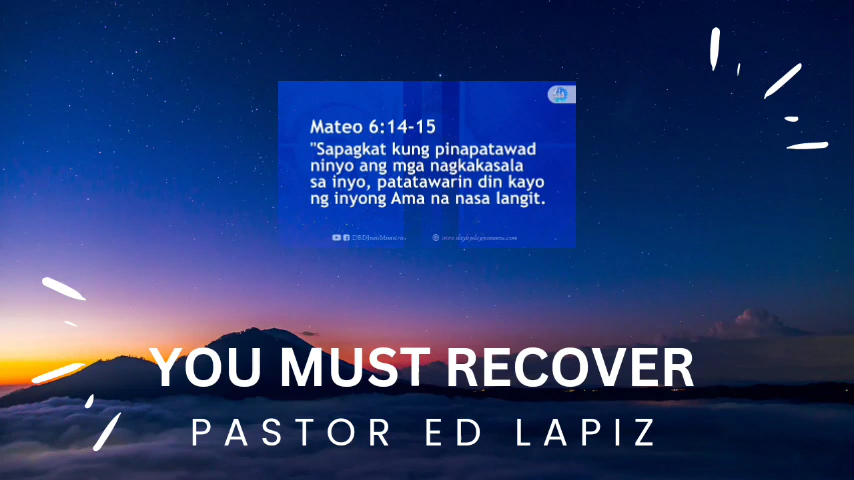 Mateo 6:14-15
"Sapagkat kung pinapatawad
ninyo ang mga nagkakasala
sa inyo, patatawarin din kayo
ng inyong Ama na nasa langit.
YOU MUST RECOVER
PASTOR ED LAPIZ